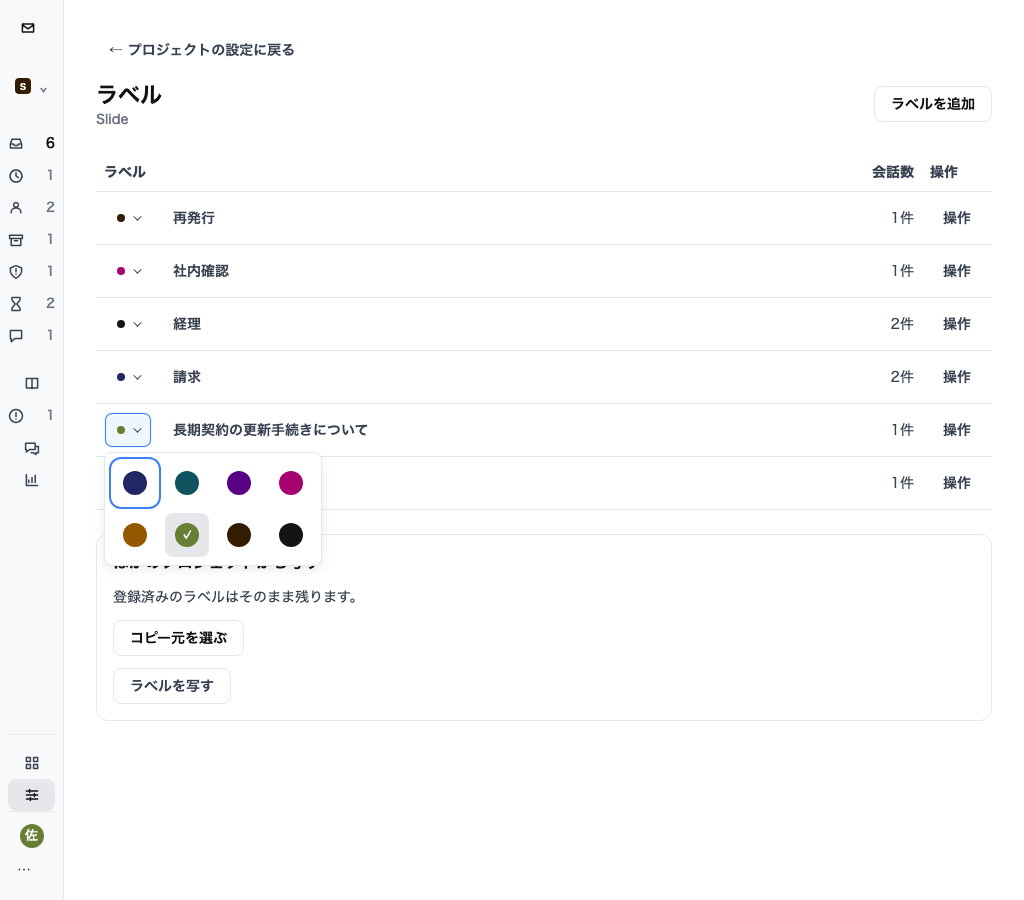 ← プロジェクトの設定に戻る
S
ラベル
Slide
ラベルを追加
6
1
2
1
1
2
1
1
ラベル 会話数 操作
再発行 1件 操作
社内確認 1件 操作
経理 2件 操作
請求 2件 操作
長期契約の更新手続きについて 1件 操作
1件 操作
登録済みのラベルはそのまま残ります。
コピー元を選ぶ
ラベルを写す
佐